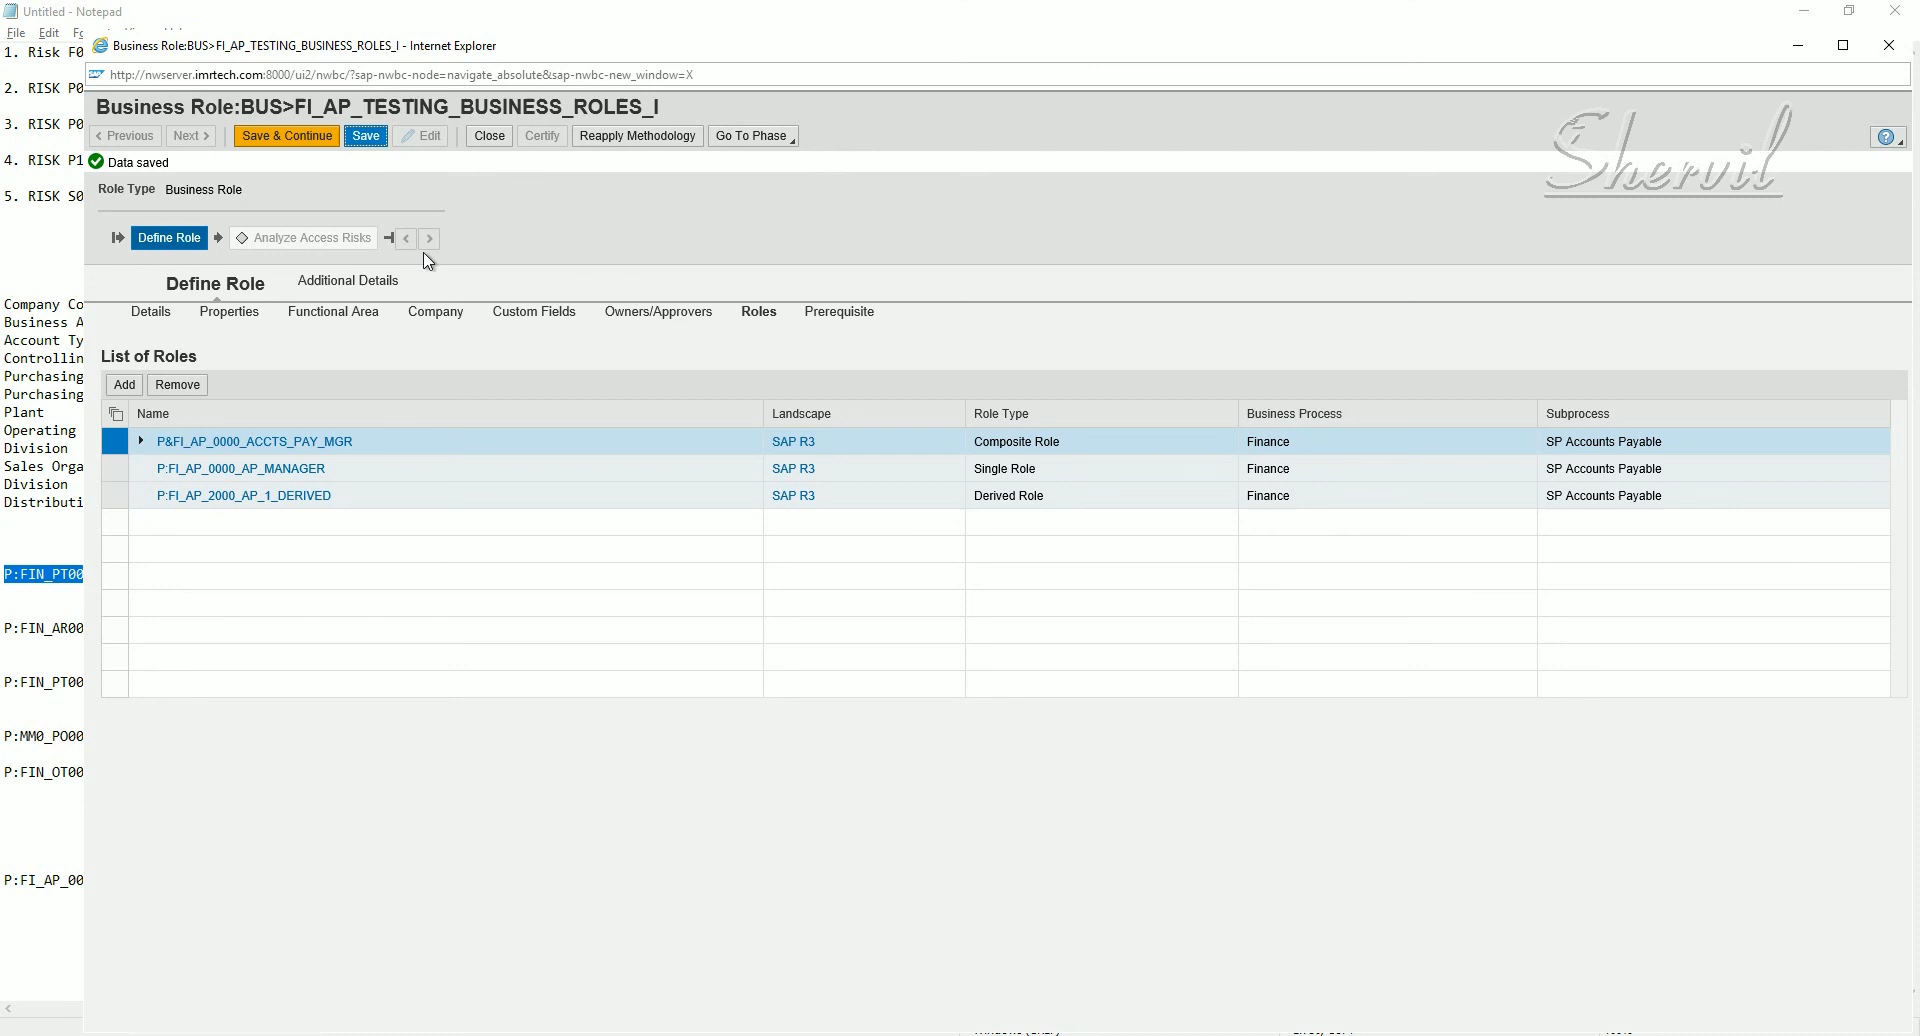 Untitled - Notepad
File Edit
1. Risk F0
2. RISK P0
3. RISK P0
4. RISK P1
5. RISK S0
Company Co
Business A
Account Ty
Controllin
Purchasing
Purchasing
Plant
Operating
Division
Sales Orga
Division
Distributi
P:FIN_PT00
P:FIN_AR00
P:FIN_PT00
P:MM0_PO00
P:FIN_OT00
P:FI_AP_00
Business Role:BUS>FI_AP_TESTING_BUSINESS_ROLES_I - Internet Explorer
http://nwserver.imrtech.com:8000/ui2/nwbc/?sap-nwbc-node=navigate_absolute&sap-nwbc-new_window=X
Business Role:BUS>FI_AP_TESTING_BUSINESS_ROLES_I
< Previous Next > Save & Continue Save Edit Close Certify Reapply Methodology Go To Phase
Shervil
Data saved
Role Type Business Role
Define Role Analyze Access Risks
Define Role Additional Details
Details Properties Functional Area Company Custom Fields Owners/Approvers Roles Prerequisite
List of Roles
Add Remove
Name Landscape Role Type Business Process Subprocess
P&FI_AP_0000_ACCTS_PAY_MGR SAP R3 Composite Role Finance SP Accounts Payable
P:FI_AP_0000_AP_MANAGER SAP R3 Single Role Finance SP Accounts Payable
P:FI_AP_2000_AP_1_DERIVED SAP R3 Derived Role Finance SP Accounts Payable